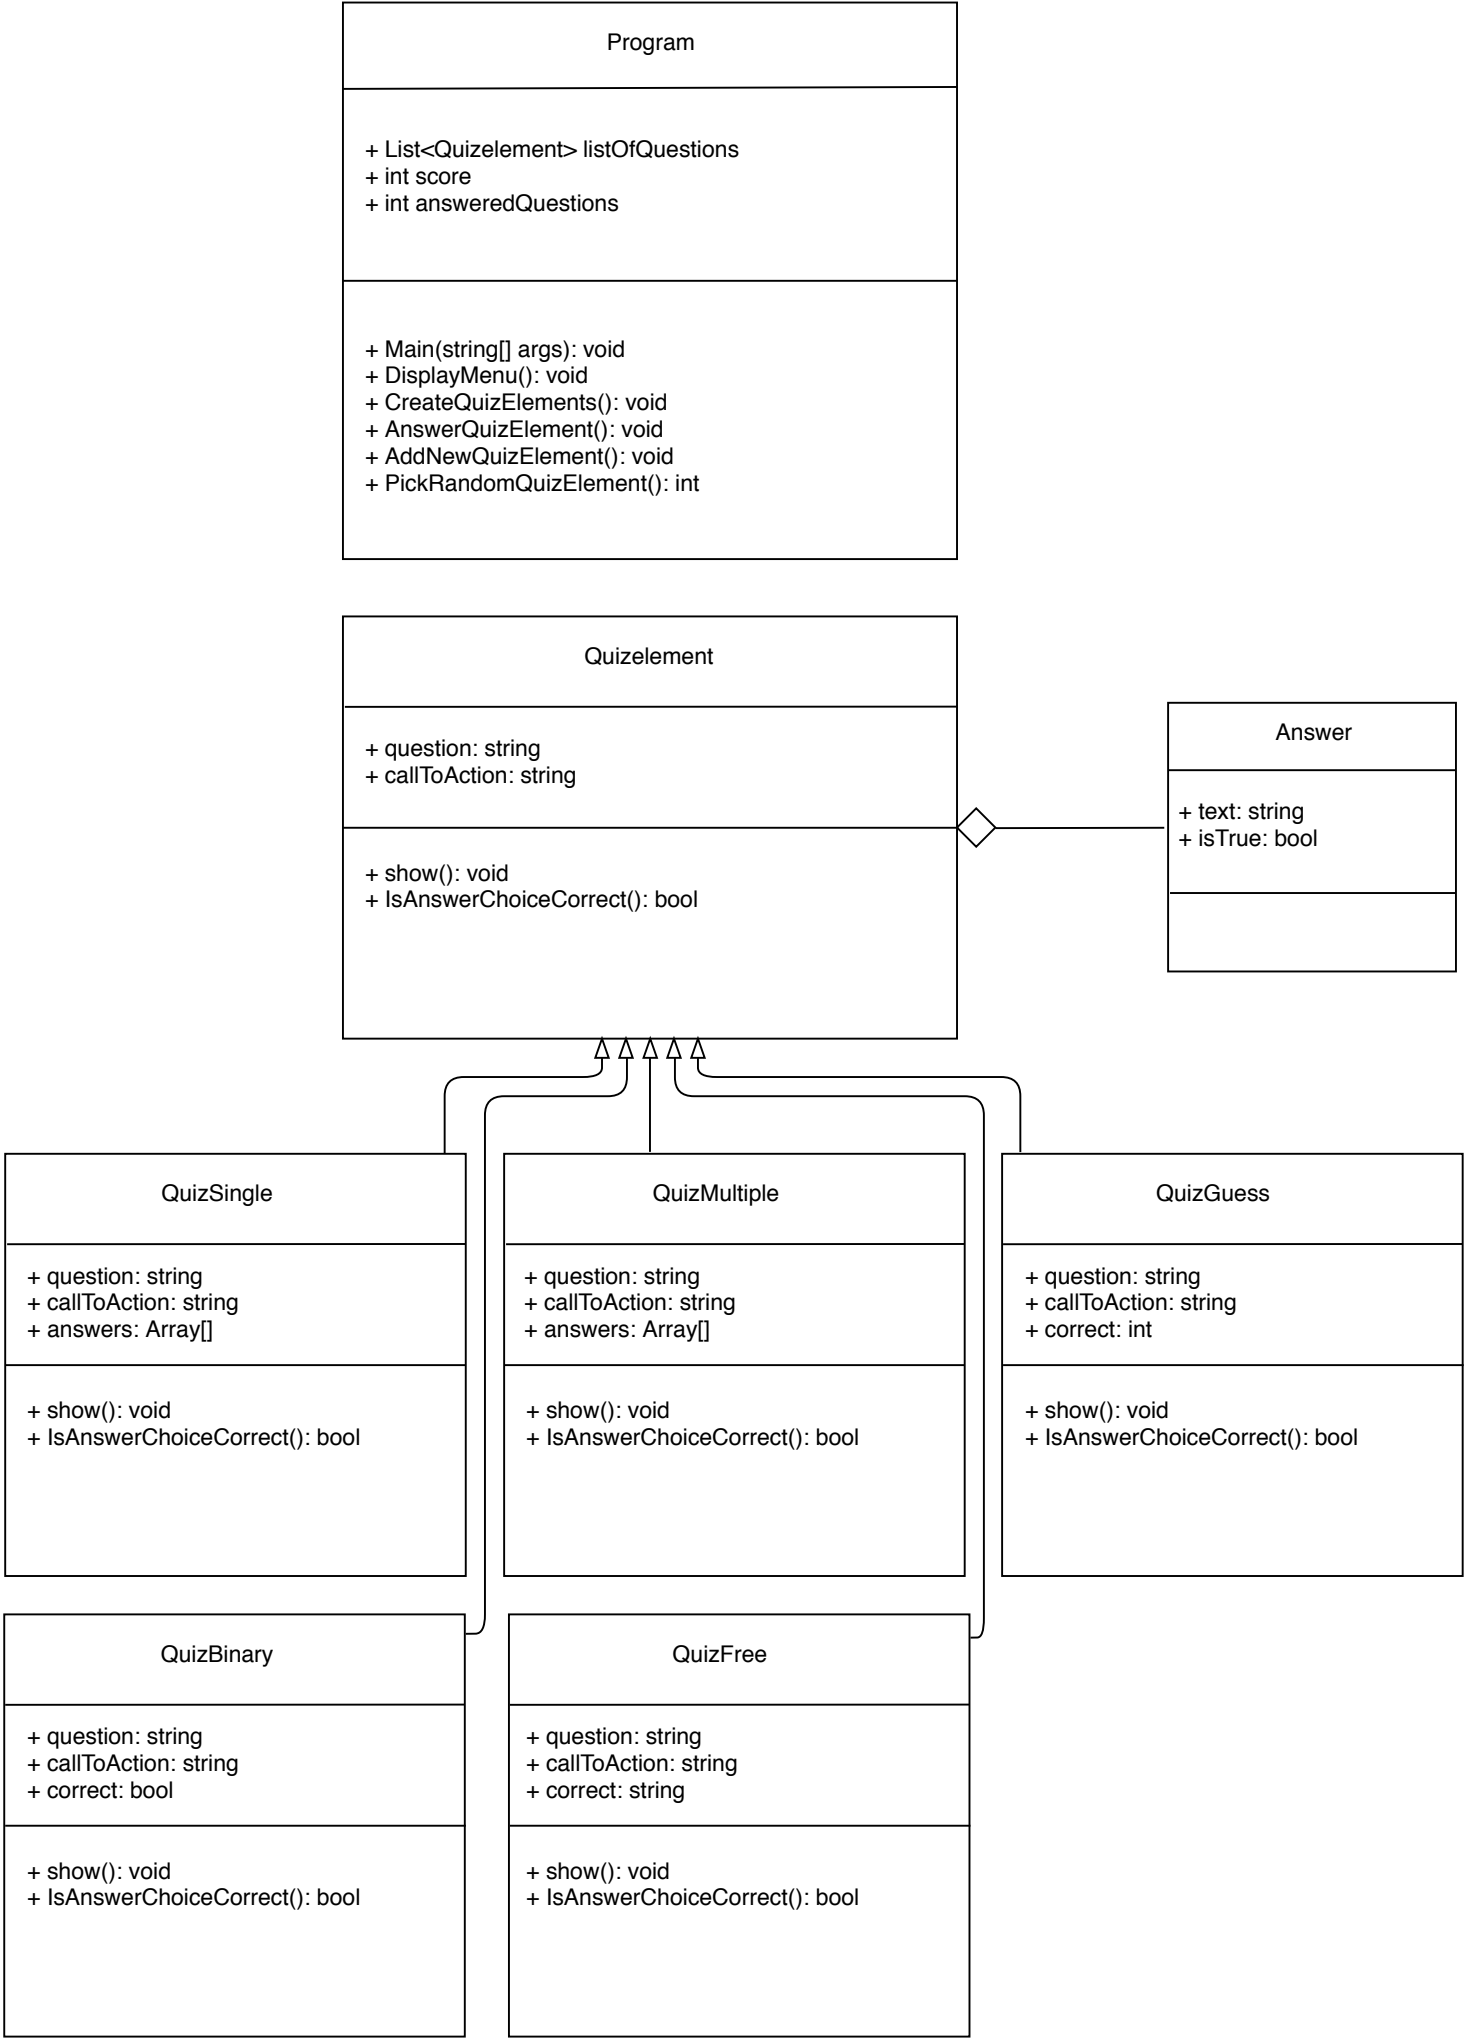 Program
+ List<Quizelement> listOfQuestions
+ int score
+ int answeredQuestions
+ Main(string[] args): void
+ DisplayMenu(): void
+ CreateQuizElements(): void
+ AnswerQuizElement(): void
+ AddNewQuizElement(): void
+ PickRandomQuizElement(): int
Quizelement
+ question: string
+ callToAction: string
+ show(): void
+ IsAnswerChoiceCorrect(): bool
Answer
+ text: string
+ isTrue: bool
QuizSingle
+ question: string
+ callToAction: string
+ answers: Array[]
+ show(): void
+ IsAnswerChoiceCorrect(): bool
QuizMultiple
+ question: string
+ callToAction: string
+ answers: Array[]
+ show(): void
+ IsAnswerChoiceCorrect(): bool
QuizGuess
+ question: string
+ callToAction: string
+ correct: int
+ show(): void
+ IsAnswerChoiceCorrect(): bool
QuizBinary
+ question: string
+ callToAction: string
+ correct: bool
+ show(): void
+ IsAnswerChoiceCorrect(): bool
QuizFree
+ question: string
+ callToAction: string
+ correct: string
+ show(): void
+ IsAnswerChoiceCorrect(): bool